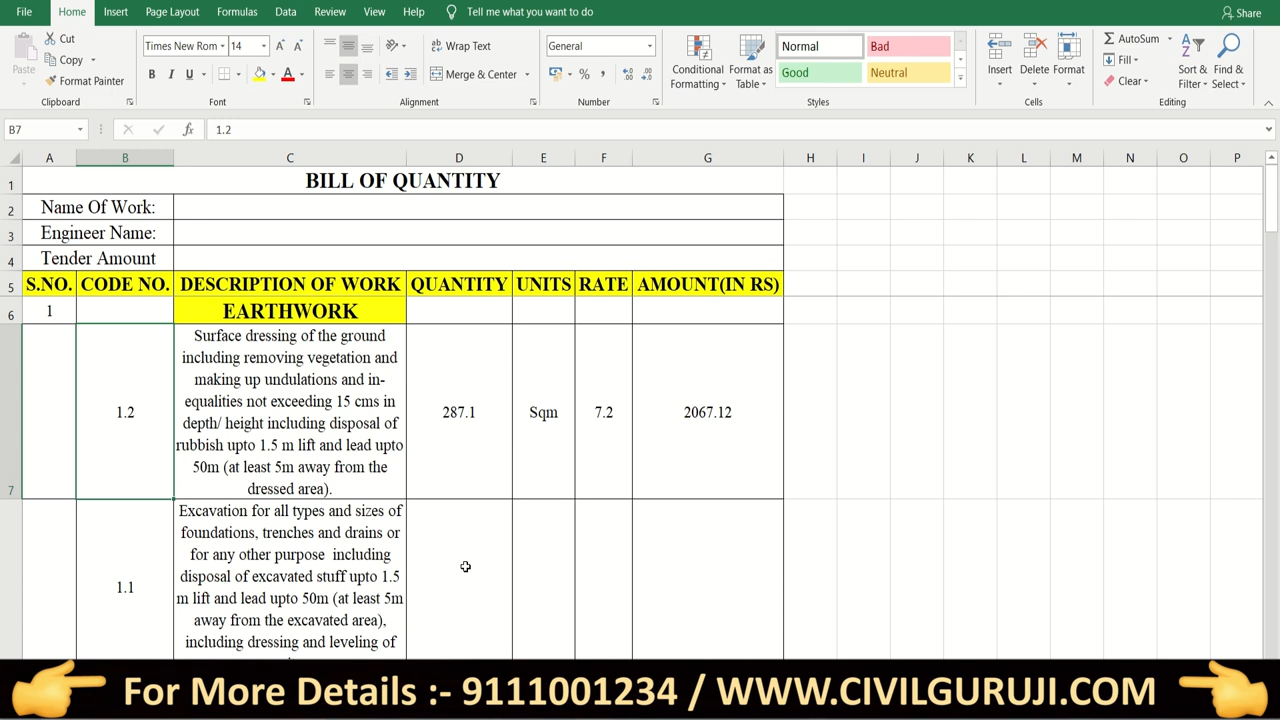 File Home Insert Page Layout Formulas Data Review View Help Tell me what you want to do Share
Paste
Cut
Copy
Format Painter
Clipboard
Times New Rom 14 A A
B I U A
Font
Wrap Text
Merge & Center
Alignment
General
% ,
Number
Conditional Formatting
Format as Table
Normal Bad
Good Neutral
Styles
Insert Delete Format
Cells
AutoSum
Fill
Clear
Sort & Filter
Find & Select
Editing
B7 fx 1.2
A B C D E F G H I J K L M N O P
1 BILL OF QUANTITY
2 Name Of Work:
3 Engineer Name:
4 Tender Amount
5 S.NO. CODE NO. DESCRIPTION OF WORK QUANTITY UNITS RATE AMOUNT(IN RS)
6 1 EARTHWORK
Surface dressing of the ground
including removing vegetation and
making up undulations and in-
equalities not exceeding 15 cms in
1.2 depth/ height including disposal of 287.1 Sqm 7.2 2067.12
rubbish upto 1.5 m lift and lead upto
50m (at least 5m away from the
7 dressed area).
Excavation for all types and sizes of
foundations, trenches and drains or
for any other purpose including
disposal of excavated stuff upto 1.5
1.1 m lift and lead upto 50m (at least 5m
away from the excavated area),
including dressing and leveling of
For More Details :- 9111001234 / WWW.CIVILGURUJI.COM